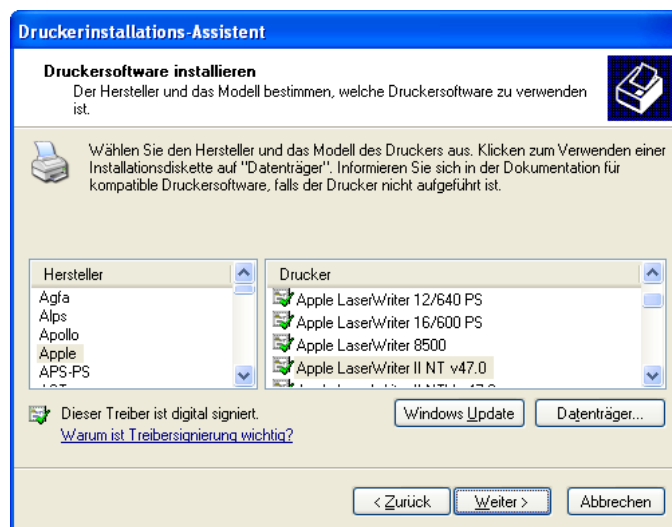 Druckerinstallations-Assistent
Druckersoftware installieren
Der Hersteller und das Modell bestimmen, welche Druckersoftware zu verwenden
ist.
Wählen Sie den Hersteller und das Modell des Druckers aus. Klicken zum Verwenden einer
Installationsdiskette auf "Datenträger". Informieren Sie sich in der Dokumentation für
kompatible Druckersoftware, falls der Drucker nicht aufgeführt ist.
Hersteller
Agfa
Alps
Apollo
Apple
APS-PS
Drucker
Apple LaserWriter 12/640 PS
Apple LaserWriter 16/600 PS
Apple LaserWriter 8500
Apple LaserWriter II NT v47.0
Dieser Treiber ist digital signiert.
Warum ist Treibersignierung wichtig?
Windows Update
Datenträger...
< Zurück
Weiter >
Abbrechen